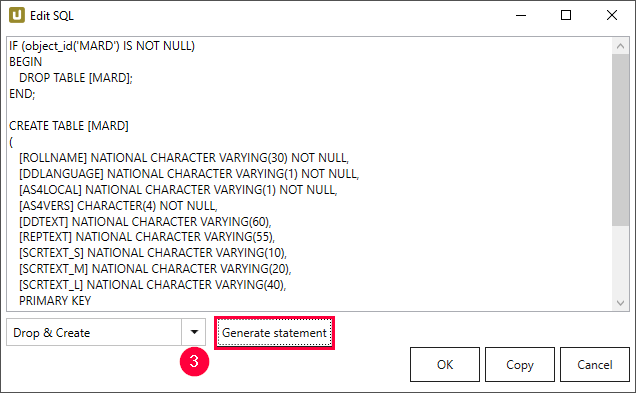 Edit SQL
IF (object_id('MARD') IS NOT NULL)
BEGIN
DROP TABLE [MARD];
END;
CREATE TABLE [MARD]
(
[ROLLNAME] NATIONAL CHARACTER VARYING(30) NOT NULL,
[DDLANGUAGE] NATIONAL CHARACTER VARYING(1) NOT NULL,
[AS4LOCAL] NATIONAL CHARACTER VARYING(1) NOT NULL,
[AS4VERS] CHARACTER(4) NOT NULL,
[DDTEXT] NATIONAL CHARACTER VARYING(60),
[REPTEXT] NATIONAL CHARACTER VARYING(55),
[SCRTEXT_S] NATIONAL CHARACTER VARYING(10),
[SCRTEXT_M] NATIONAL CHARACTER VARYING(20),
[SCRTEXT_L] NATIONAL CHARACTER VARYING(40),
PRIMARY KEY
Drop & Create
Generate statement
3
OK
Copy
Cancel